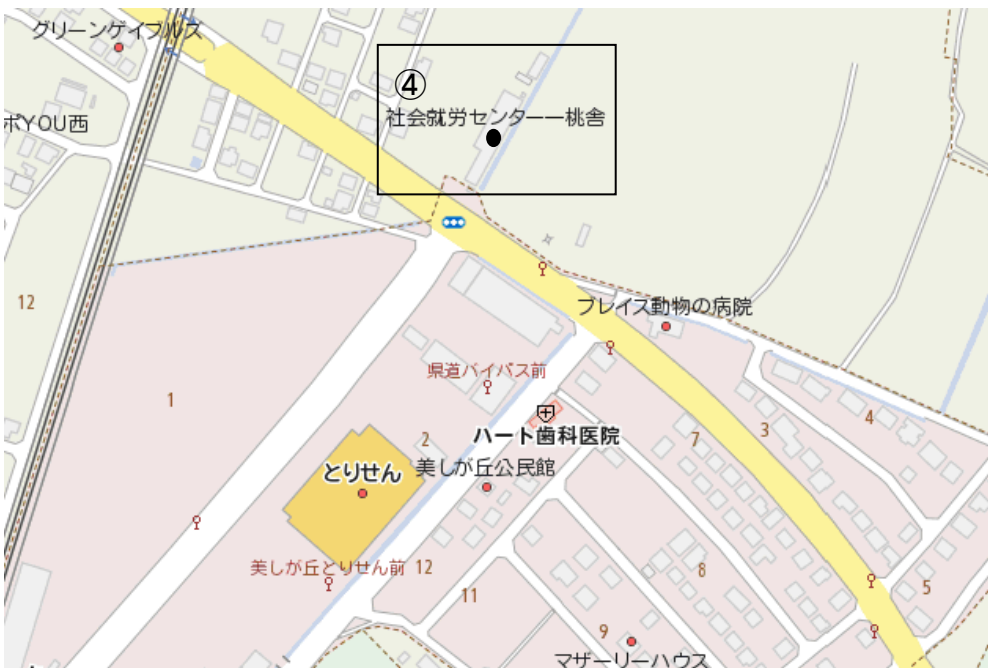 グリーンゲイブルス
④
社会就労センター一桃舎
ポYOU西
12
ブレイス動物の病院
県道バイパス前
1
ハート歯科医院
2
7
3
4
とりせん
美しが丘公民館
美しが丘とりせん前
12
11
8
5
9
マザーリーハウス